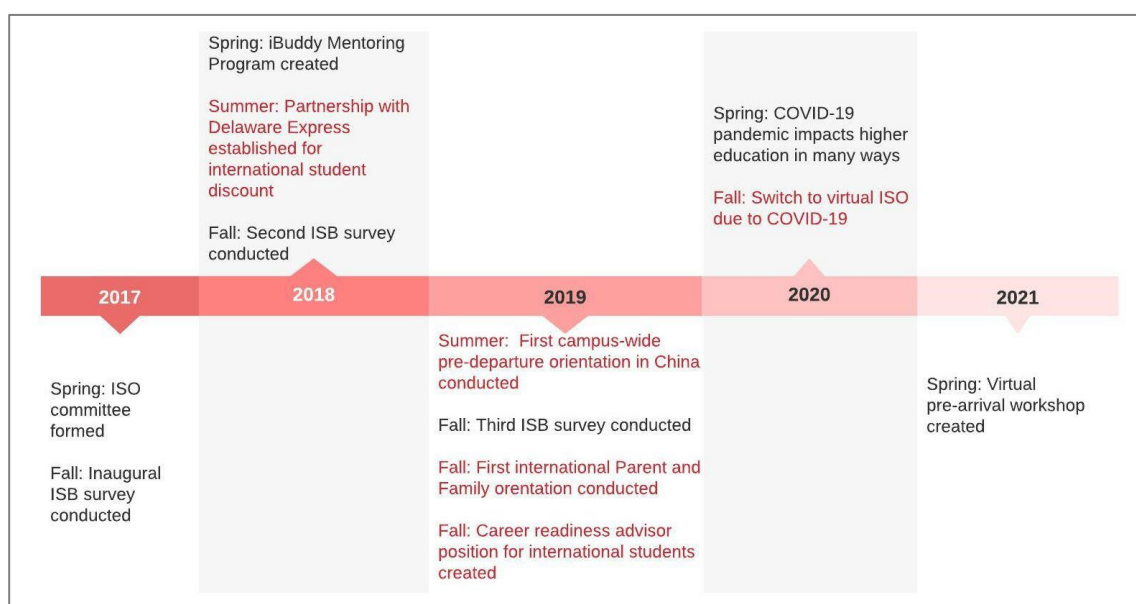 Spring: iBuddy Mentoring
Program created
Summer: Partnership with
Delaware Express
established for
international student
discount
Fall: Second ISB survey
conducted
Spring: COVID-19
pandemic impacts higher
education in many ways
Fall: Switch to virtual ISO
due to COVID-19
2017
2018
2019
2020
2021
Spring: ISO
committee
formed
Fall: Inaugural
ISB survey
conducted
Summer: First campus-wide
pre-departure orientation in China
conducted
Fall: Third ISB survey conducted
Fall: First international Parent and
Family orentation conducted
Fall: Career readiness advisor
position for international students
created
Spring: Virtual
pre-arrival workshop
created